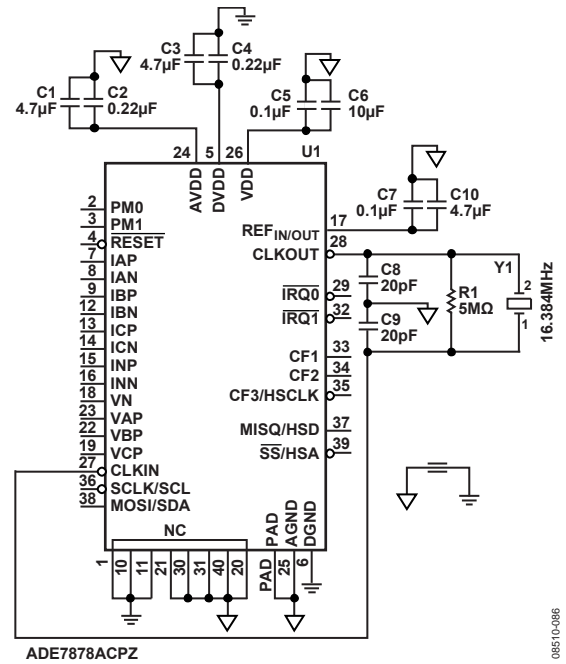 C3
4.7µF
C4
0.22µF
C1
4.7µF
C2
0.22µF
C5
0.1µF
C6
10µF
24
5
26
U1
AVDD
DVDD
VDD
C7
0.1µF
C10
4.7µF
2 PM0
3 PM1
4 RESET
7 IAP
8 IAN
9 IBP
12 IBN
13 ICP
14 ICN
15 INP
16 INN
18 VN
23 VAP
22 VBP
19 VCP
27 CLKIN
36 SCLK/SCL
38 MOSI/SDA
REFIN/OUT 17
CLKOUT 28
IRQ0 29
IRQ1 32
CF1 33
CF2 34
CF3/HSCLK 35
MISQ/HSD 37
SS/HSA 39
C8
20pF
C9
20pF
R1
5MΩ
Y1
2
1
16.384MHz
NC
PAD
AGND
DGND
1
10
11
21
30
31
40
20
PAD
25
6
ADE7878ACPZ
08510-086